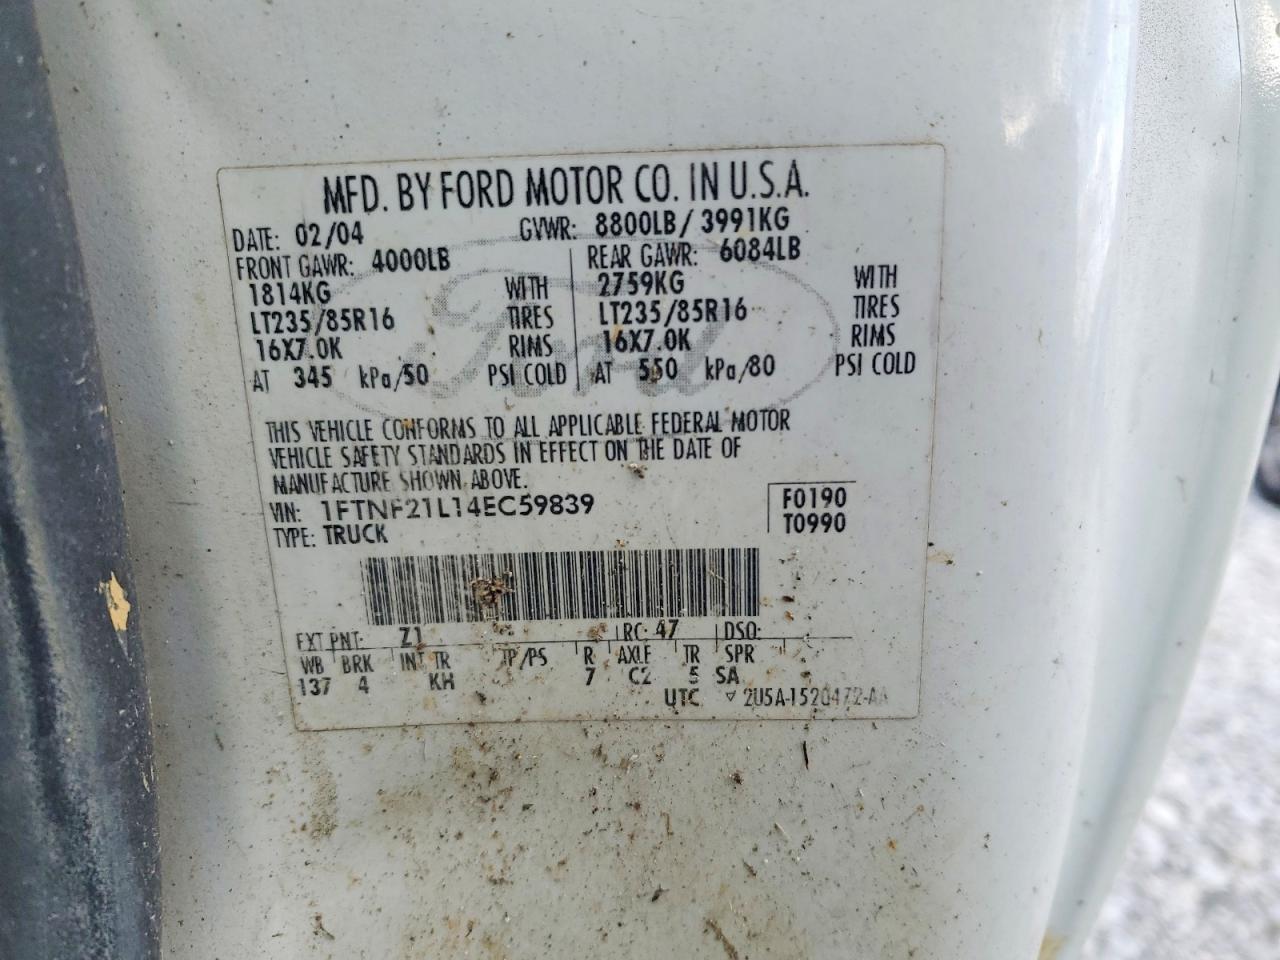 MFD. BY FORD MOTOR CO. IN U.S.A.
DATE: 02/04 GVWR: 8800LB / 3991KG
FRONT GAWR: 4000LB REAR GAWR: 6084LB
1814KG WITH 2759KG WITH
LT235/85R16 TIRES LT235/85R16 TIRES
16X7.0K RIMS 16X7.0K RIMS
AT 345 kPa/50 PSI COLD AT 550 kPa/80 PSI COLD
Ford
THIS VEHICLE CONFORMS TO ALL APPLICABLE FEDERAL MOTOR
VEHICLE SAFETY STANDARDS IN EFFECT ON THE DATE OF
MANUFACTURE SHOWN ABOVE.
VIN: 1FTNF21L14EC59839 F0190
TYPE: TRUCK T0990
EXT PNT: Z1 RC: 47 DSO:
WB BRK INT TR TP/PS R AXLE TR SPR
137 4 KH 7 C2 5 SA
UTC ▽ 2U5A-1520472-AA